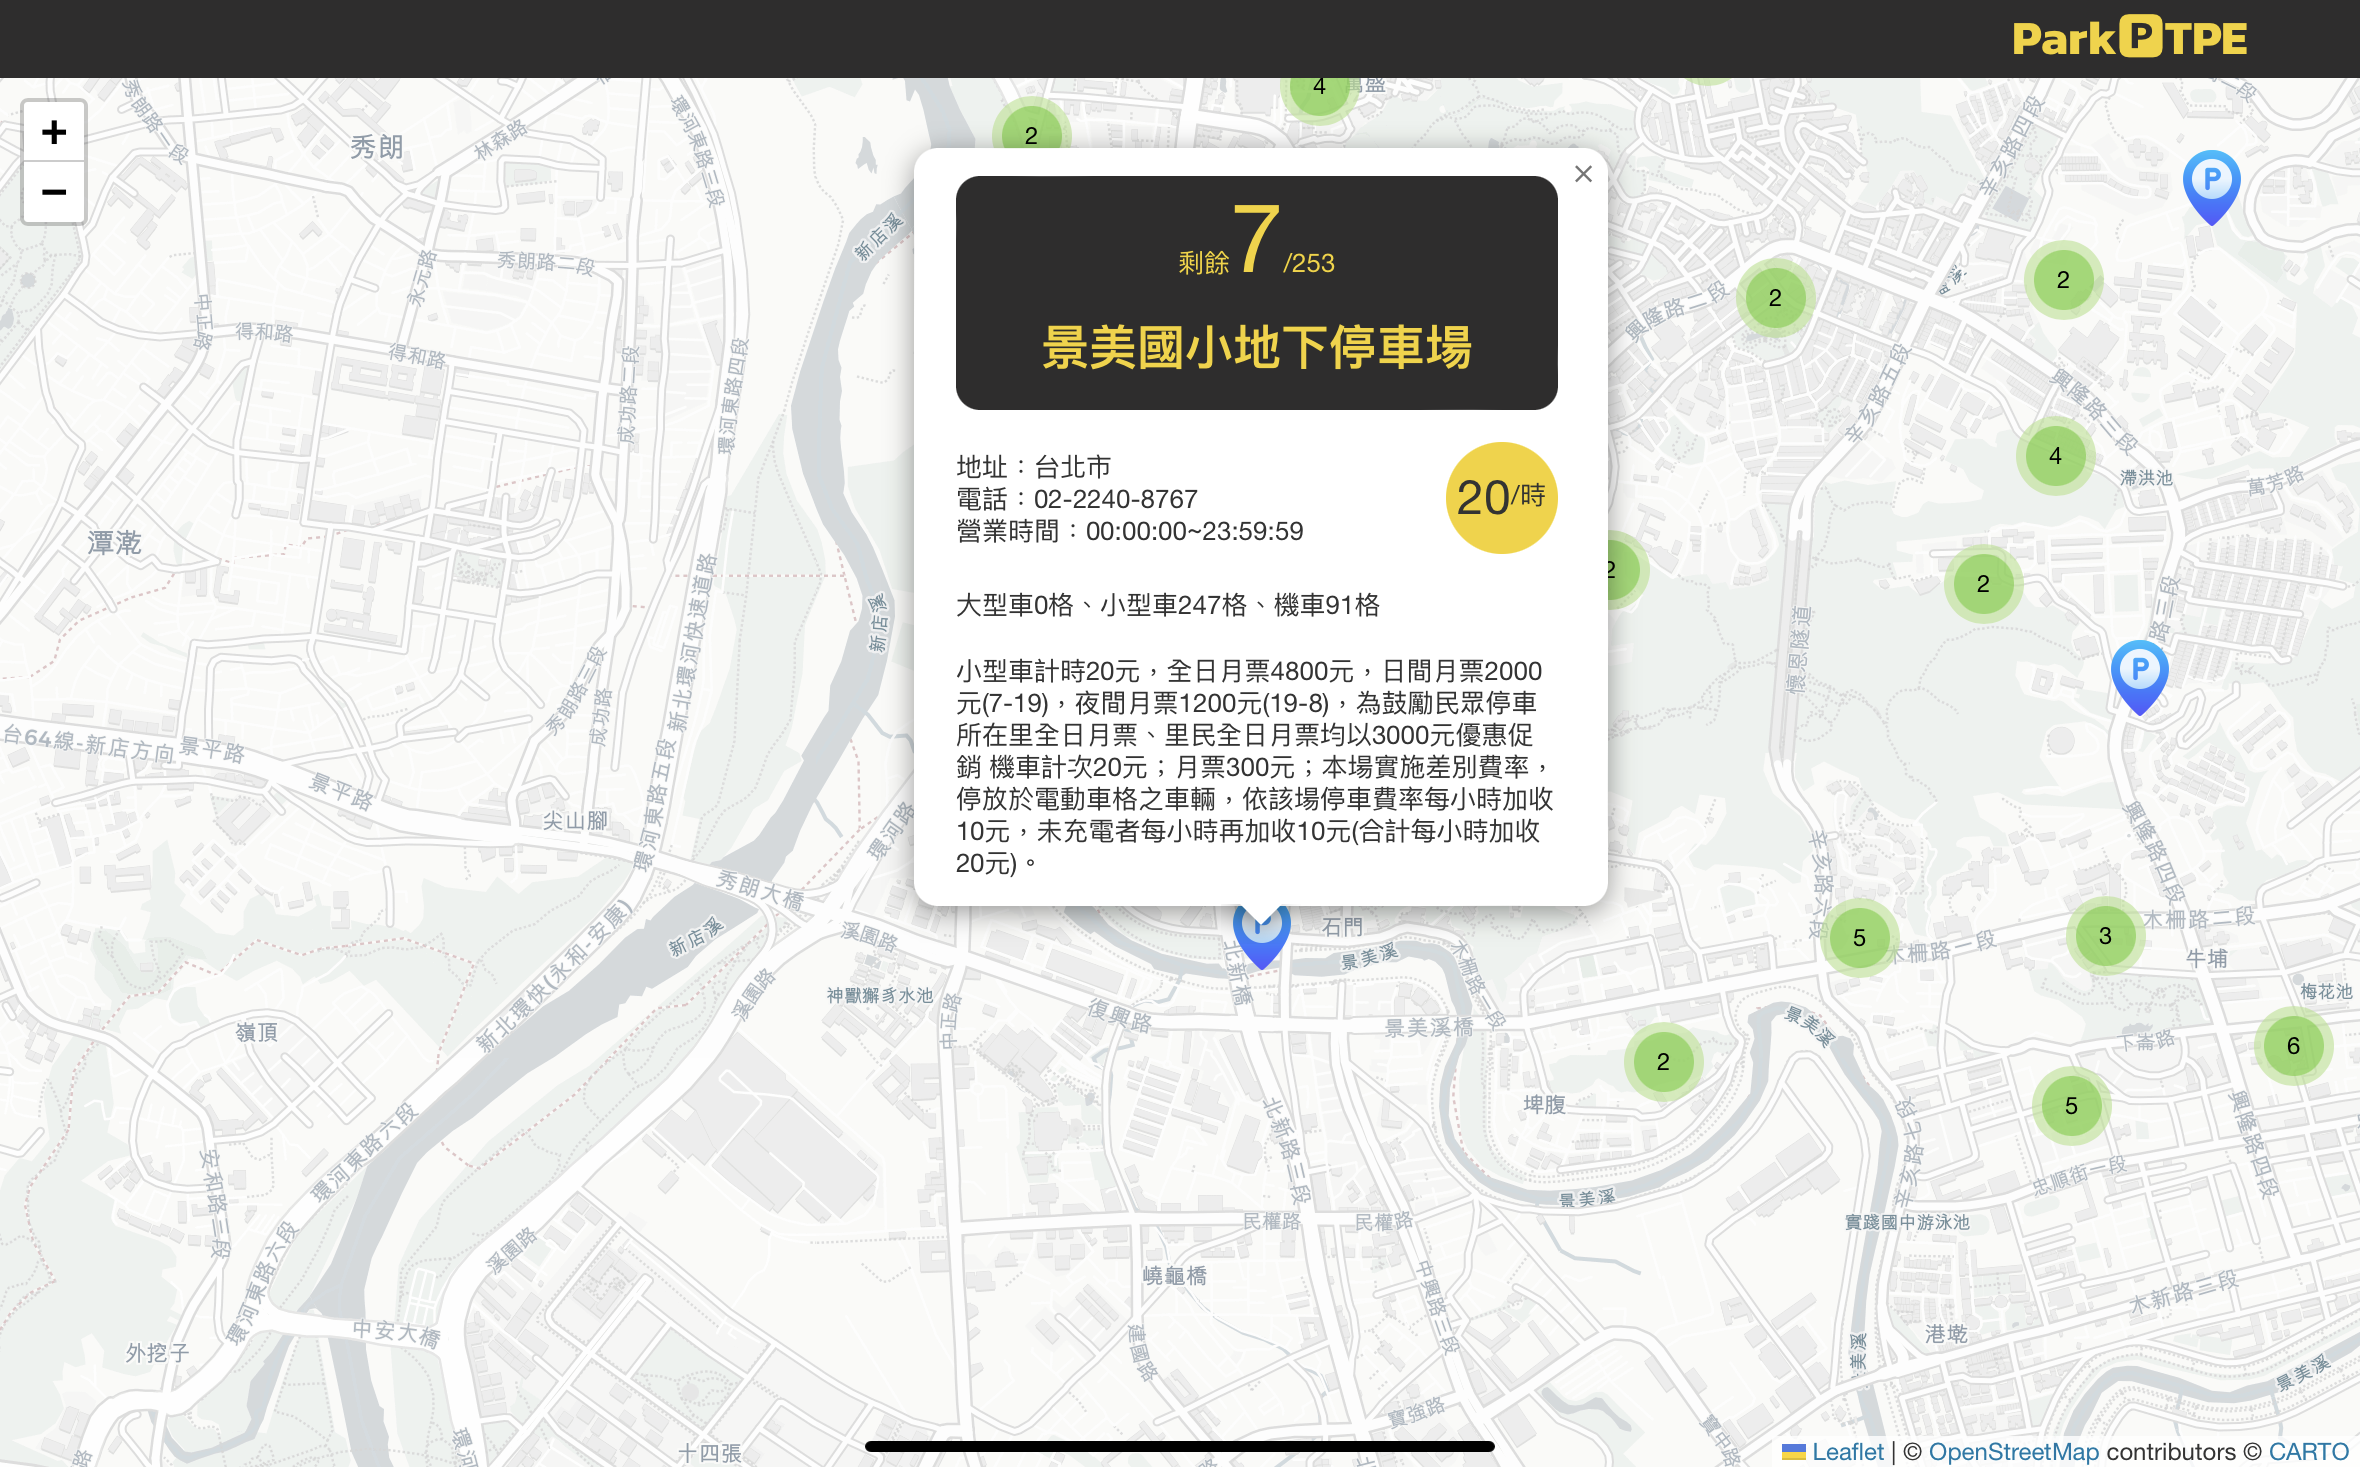 ParkPTPE
+
−
剩餘7/253
景美國小地下停車場
地址：台北市
電話：02-2240-8767
營業時間：00:00:00~23:59:59
20/時
大型車0格、小型車247格、機車91格
小型車計時20元，全日月票4800元，日間月票2000
元(7-19)，夜間月票1200元(19-8)，為鼓勵民眾停車
所在里全日月票、里民全日月票均以3000元優惠促
銷 機車計次20元；月票300元；本場實施差別費率，
停放於電動車格之車輛，依該場停車費率每小時加收
10元，未充電者每小時再加收10元(合計每小時加收
20元)。
4
2
2
2
4
2
2
5
3
2
6
5
P
P
秀朗
秀朗路一段
林森路
環河東路三段
新店溪
永元路
秀朗路二段
中正路
得和路
得和路
成功路二段
環河東路四段
潭墘
新店溪
新北環河快速道路
秀朗路三段
成功路
台64線-新店方向
景平路
景平路
尖山腳
環河東路五段
環河路
秀朗大橋
新店溪
溪園路
新北環快(永和-安康)
溪園路
神獸獬豸水池
中正路
嶺頂
復興路
北新橋
石門
景美溪
木柵路一段
景美溪橋
環河東路六段
安和路三段
環河東路六段
溪園路
中安大橋
外挖子
十四張
北新路三段
民權路
民權路
嶢龜橋
建國路
中興路三段
寶強路
寶中路
埤腹
景美溪
景美溪
實踐國中游泳池
辛亥路七段
忠順街一段
木新路二段
港墘
景美溪
美溪
興隆路四段
下崙路
梅花池
牛埔
木柵路二段
木柵路一段
辛亥路六段
興隆路四段
懷恩隧道
路三段
萬芳路
滯洪池
興隆路三段
辛亥路五段
興隆路二段
辛亥路四段
萬盛
Leaflet | © OpenStreetMap contributors © CARTO